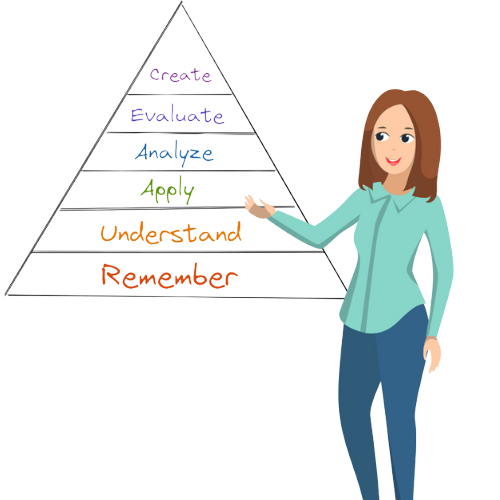 Create
Evaluate
Analyze
Apply
Understand
Remember